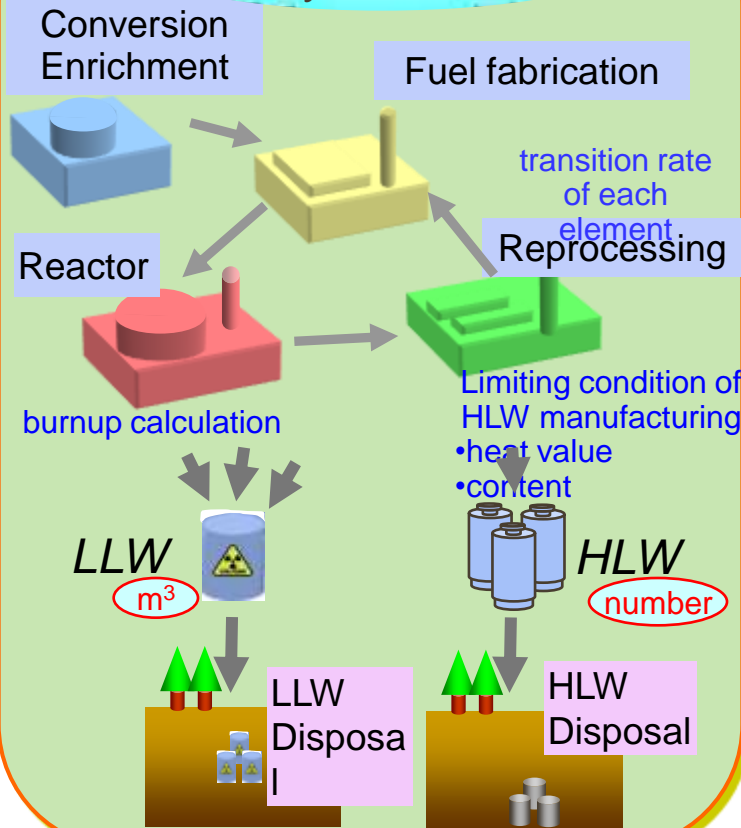 Conversion
Enrichment
Fuel fabrication
transition rate
of each
element
Reprocessing
Reactor
Limiting condition of
HLW manufacturing
•heat value
•content
burnup calculation
LLW
m³
HLW
number
LLW
Disposa
l
HLW
Disposal